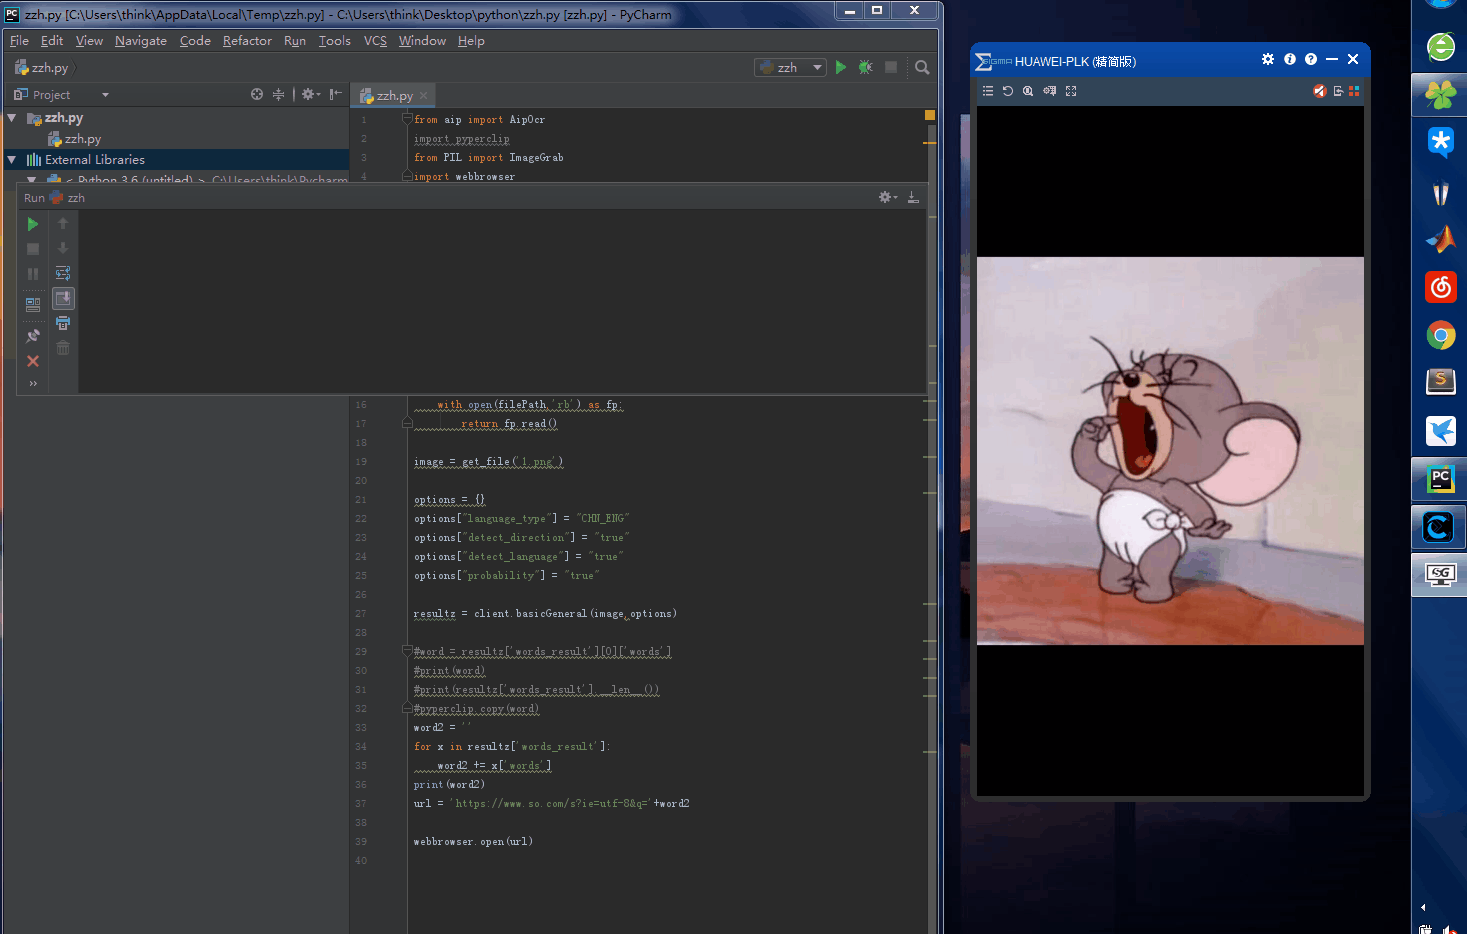 zzh.py [C:\Users\think\AppData\Local\Temp\zzh.py] - C:\Users\think\Desktop\python\zzh.py [zzh.py] - PyCharm
File Edit View Navigate Code Refactor Run Tools VCS Window Help
zzh.py
zzh
Project
zzh.py
zzh.py
zzh.py
External Libraries
< Python 3.6 (untitled) > C:\Users\think\Pycharm
1 from aip import AipOcr
2 import pyperclip
3 from PIL import ImageGrab
4 import webbrowser
Run zzh
16 with open(filePath,'rb') as fp:
17 return fp.read()
18
19 image = get_file('1.png')
20
21 options = {}
22 options["language_type"] = "CHN_ENG"
23 options["detect_direction"] = "true"
24 options["detect_language"] = "true"
25 options["probability"] = "true"
26
27 resultz = client.basicGeneral(image,options)
28
29 #word = resultz['words_result'][0]['words']
30 #print(word)
31 #print(resultz['words_result'].__len__())
32 #pyperclip.copy(word)
33 word2 = ''
34 for x in resultz['words_result']:
35 word2 += x['words']
36 print(word2)
37 url = 'https://www.so.com/s?ie=utf-8&q='+word2
38
39 webbrowser.open(url)
40
SIGMA HUAWEI-PLK (精简版)
PC
SG